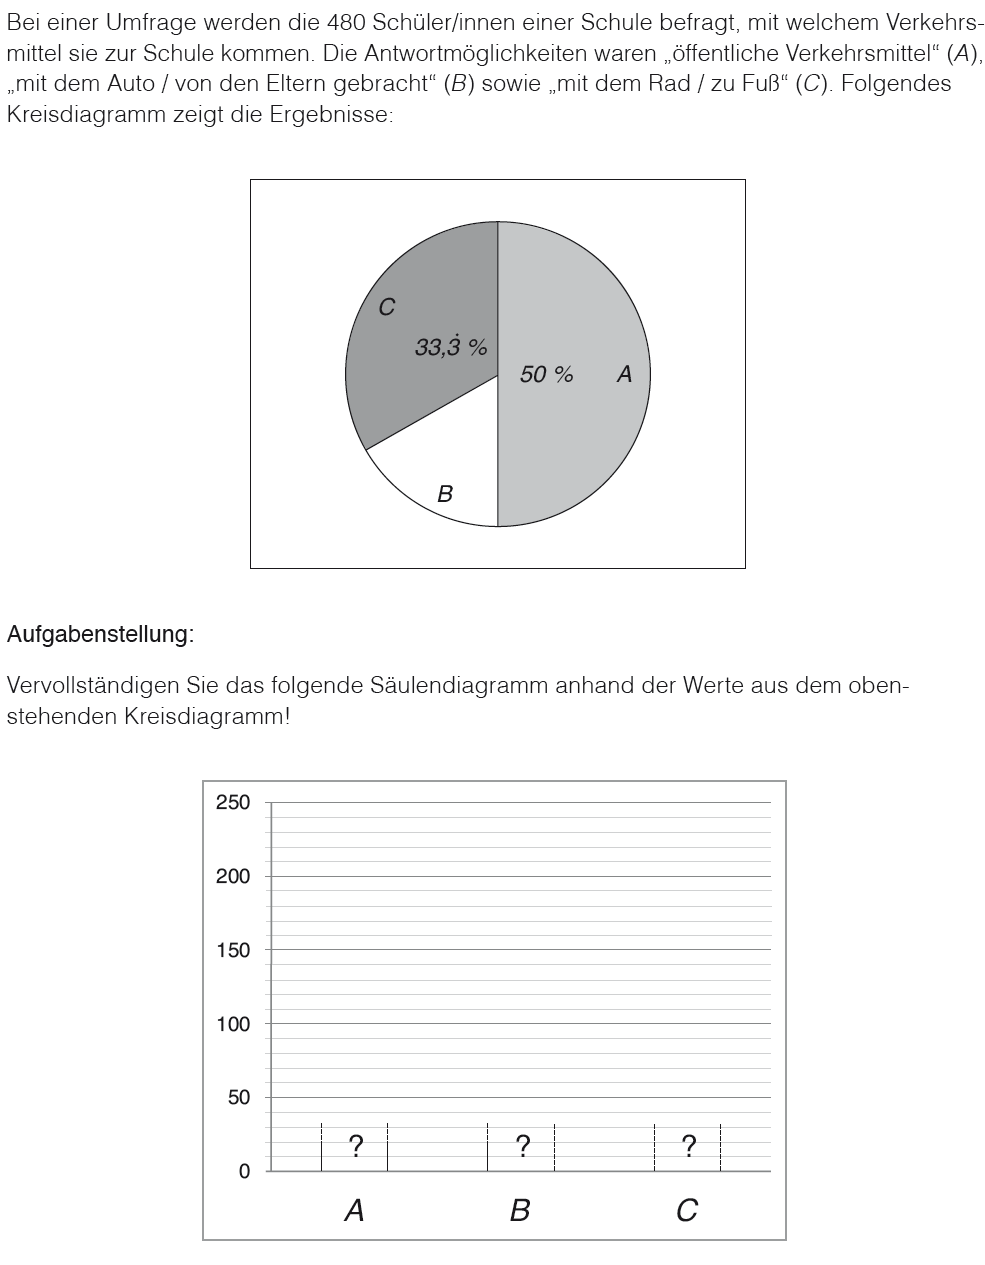 Bei einer Umfrage werden die 480 Schüler/innen einer Schule befragt, mit welchem Verkehrs-
mittel sie zur Schule kommen. Die Antwortmöglichkeiten waren „öffentliche Verkehrsmittel“ (A),
„mit dem Auto / von den Eltern gebracht“ (B) sowie „mit dem Rad / zu Fuß“ (C). Folgendes
Kreisdiagramm zeigt die Ergebnisse:
C
33,3̇ %
50 % A
B
Aufgabenstellung:
Vervollständigen Sie das folgende Säulendiagramm anhand der Werte aus dem oben-
stehenden Kreisdiagramm!
250
200
150
100
50
? ? ?
0
A B C